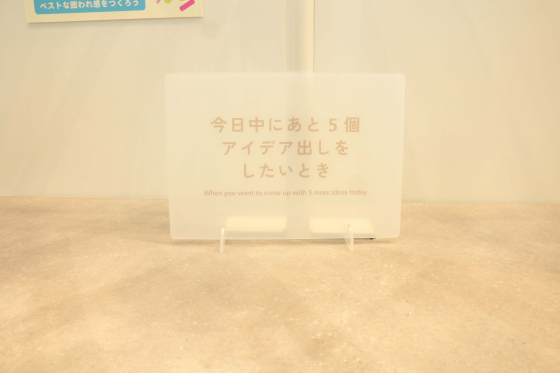 ベストな囲われ感をつくろう
今日中にあと5個
アイデア出しを
したいとき
When you want to come up with 5 more ideas today